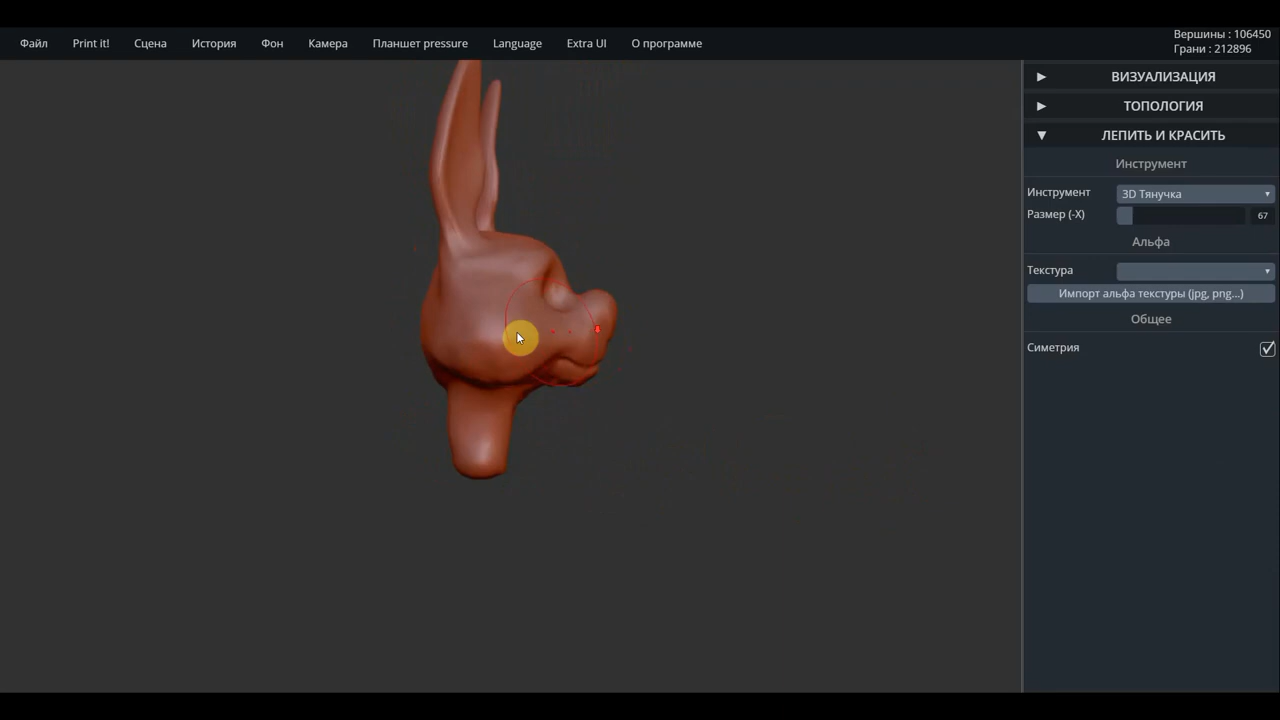 Файл Print it! Сцена История Фон Камера Планшет pressure Language Extra UI О программе
Вершины : 106450
Грани : 212896
ВИЗУАЛИЗАЦИЯ
ТОПОЛОГИЯ
ЛЕПИТЬ И КРАСИТЬ
Инструмент
Инструмент 3D Тянучка
Размер (-X) 67
Альфа
Текстура
Импорт альфа текстуры (jpg, png...)
Общее
Симетрия